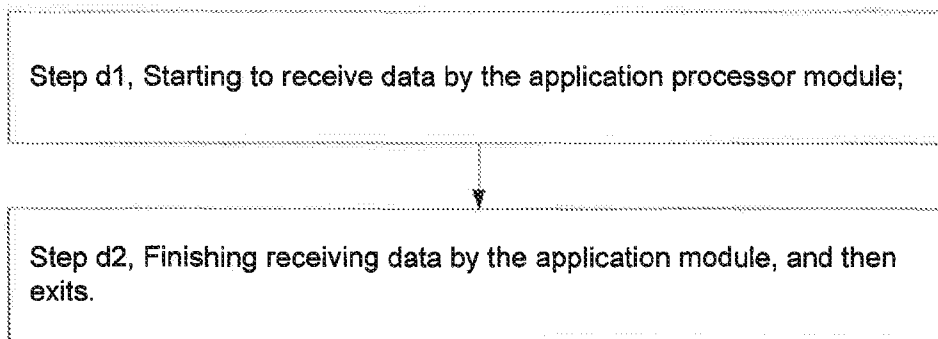 Step d1, Starting to receive data by the application processor module;
Step d2, Finishing receiving data by the application module, and then
exits.